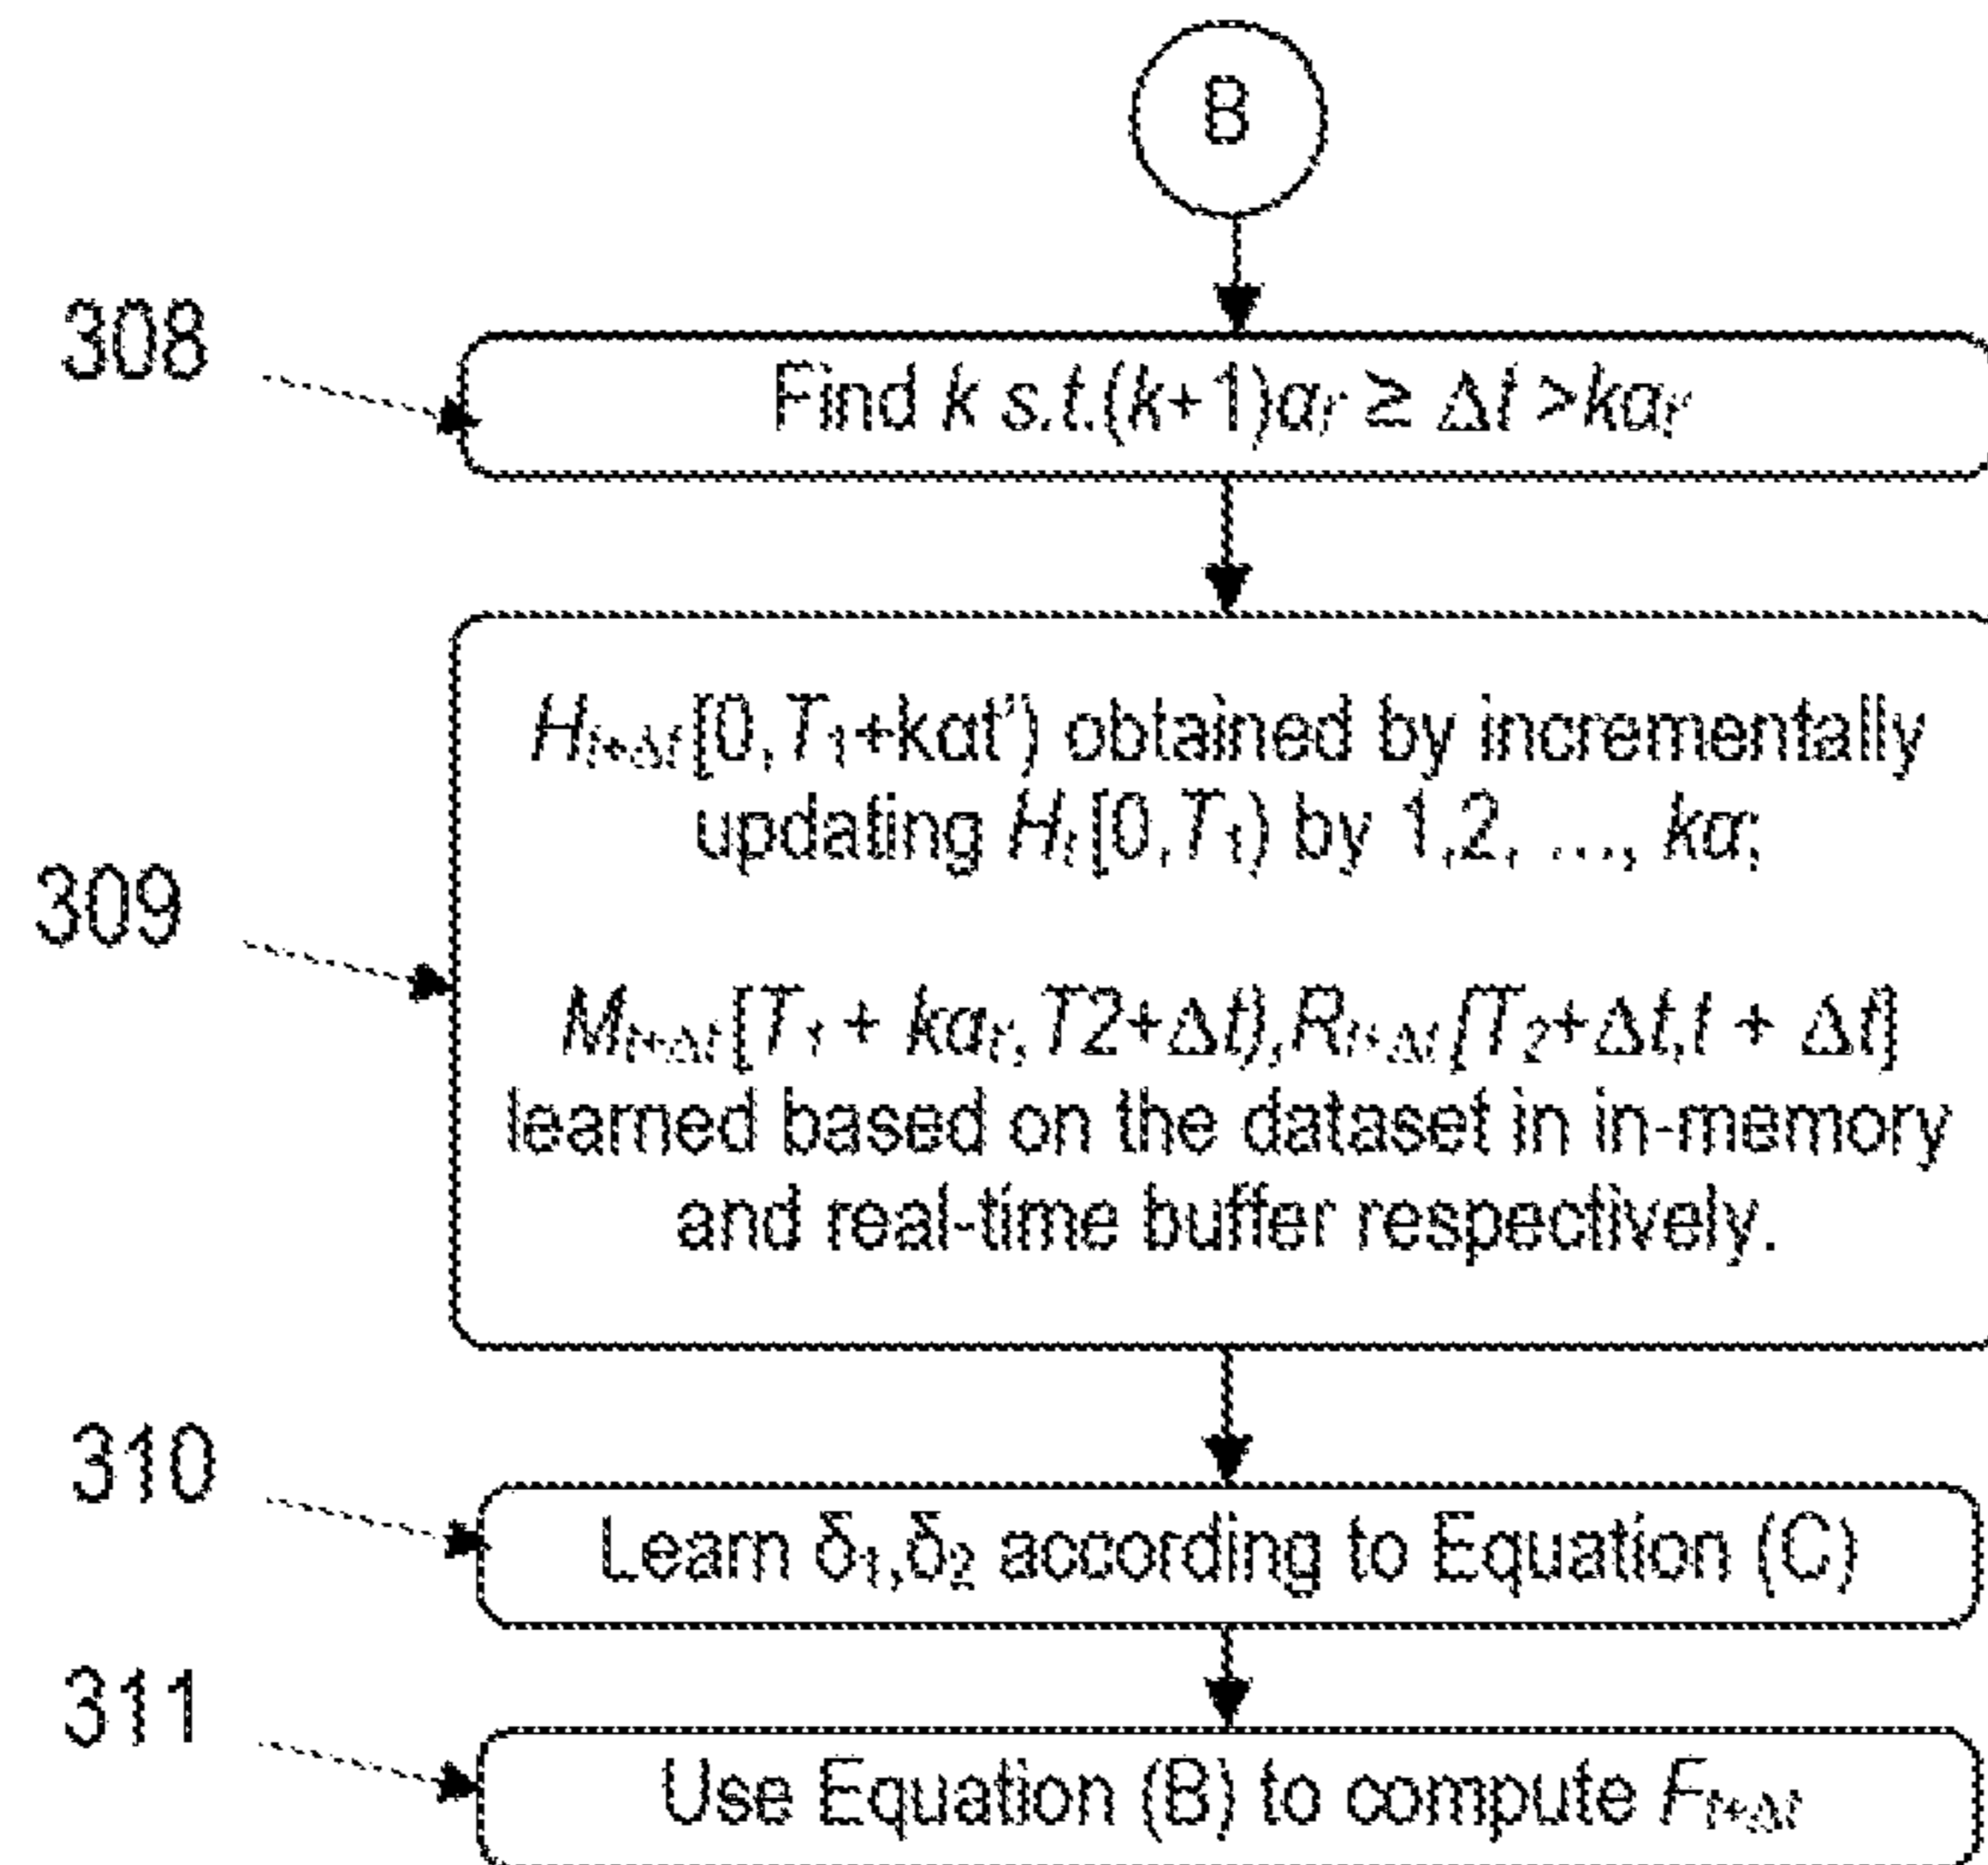 B
308
Find k s.t.(k+1)αₜ ≥ Δt >kαₜ
309
Hₜ₊Δₜ[0,T₁+kαt') obtained by incrementally
updating Hₜ[0,T₁) by 1,2, ..., kα;
Mₜ₊Δₜ[T₁ + kαₜ,T2+Δt),Rₜ₊Δₜ[T₂+Δt,t + Δt]
learned based on the dataset in in-memory
and real-time buffer respectively.
310
Learn δ₁,δ₂ according to Equation (C)
311
Use Equation (B) to compute Fₜ₊Δₜ